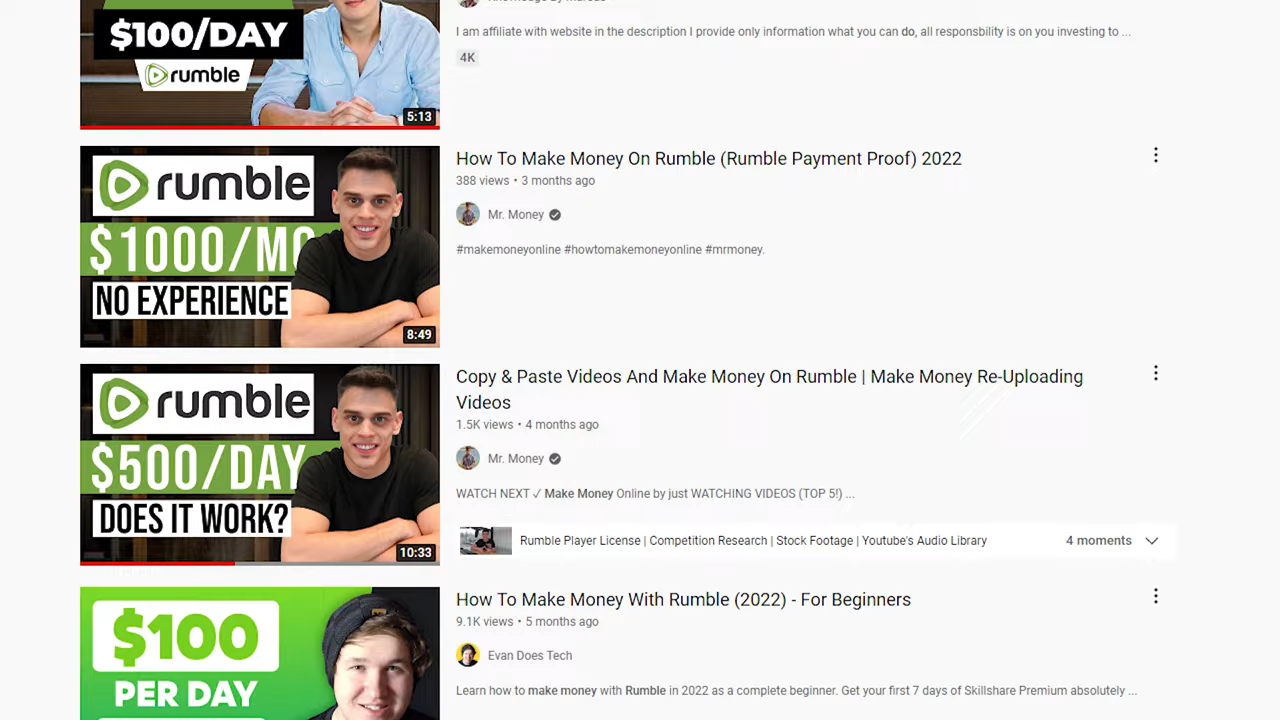 $100/DAY
rumble
5:13
I am affiliate with website in the description I provide only information what you can do, all responsbility is on you investing to ...
4K
rumble
$1000/MO
NO EXPERIENCE
8:49
How To Make Money On Rumble (Rumble Payment Proof) 2022
388 views • 3 months ago
Mr. Money
#makemoneyonline #howtomakemoneyonline #mrmoney.
rumble
$500/DAY
DOES IT WORK?
10:33
Copy & Paste Videos And Make Money On Rumble | Make Money Re-Uploading
Videos
1.5K views • 4 months ago
Mr. Money
WATCH NEXT ✓ Make Money Online by just WATCHING VIDEOS (TOP 5!) ...
Rumble Player License | Competition Research | Stock Footage | Youtube's Audio Library
4 moments
$100
PER DAY
How To Make Money With Rumble (2022) - For Beginners
9.1K views • 5 months ago
Evan Does Tech
Learn how to make money with Rumble in 2022 as a complete beginner. Get your first 7 days of Skillshare Premium absolutely ...